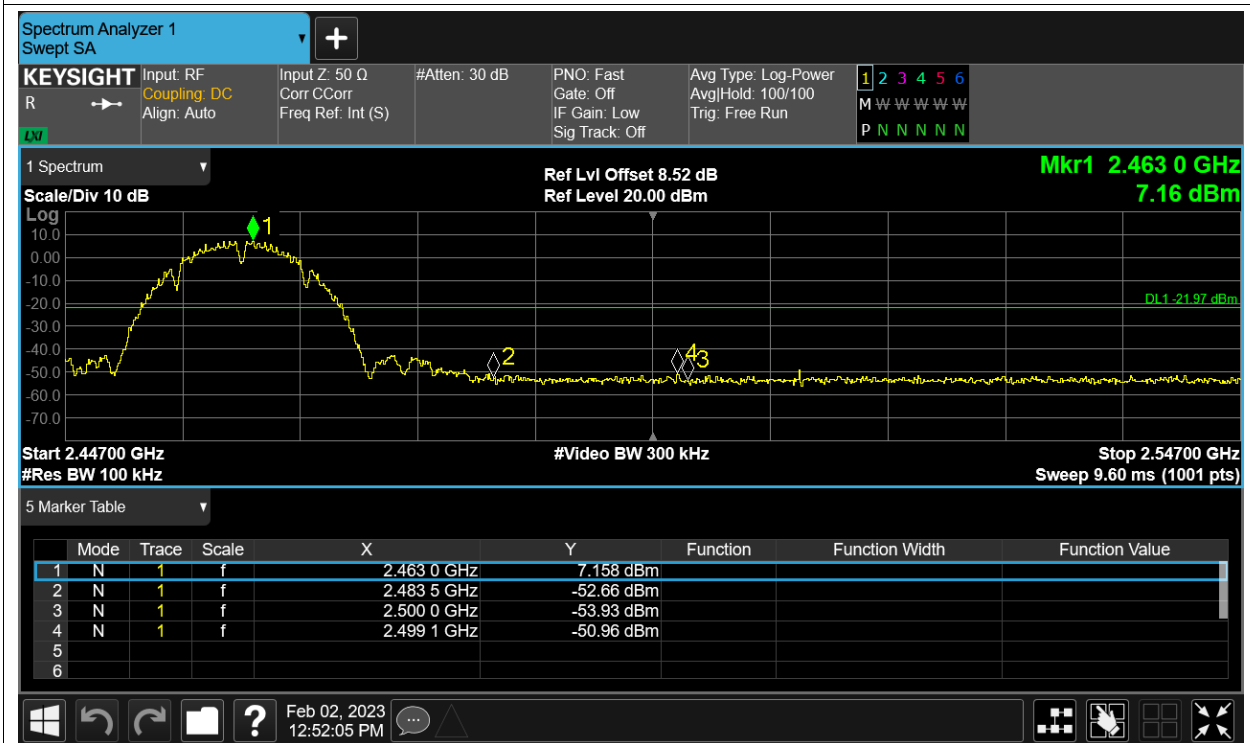 Spectrum Analyzer 1
Swept SA
+
KEYSIGHT Input: RF Input Z: 50 Ω #Atten: 30 dB PNO: Fast Avg Type: Log-Power 1 2 3 4 5 6
R Coupling: DC Corr CCorr Gate: Off Avg|Hold: 100/100 M W W W W W
Align: Auto Freq Ref: Int (S) IF Gain: Low Trig: Free Run
LXI Sig Track: Off P N N N N N
1 Spectrum Ref Lvl Offset 8.52 dB Mkr1 2.463 0 GHz
Scale/Div 10 dB Ref Level 20.00 dBm 7.16 dBm
Log
1
10.0
0.00
-10.0
-20.0
DL1 -21.97 dBm
-30.0
-40.0
2
4 3
-50.0
-60.0
-70.0
Start 2.44700 GHz #Video BW 300 kHz Stop 2.54700 GHz
#Res BW 100 kHz Sweep 9.60 ms (1001 pts)
5 Marker Table
Mode Trace Scale X Y Function Function Width Function Value
1 N 1 f 2.463 0 GHz 7.158 dBm
2 N 1 f 2.483 5 GHz -52.66 dBm
3 N 1 f 2.500 0 GHz -53.93 dBm
4 N 1 f 2.499 1 GHz -50.96 dBm
5
6
? Feb 02, 2023
12:52:05 PM